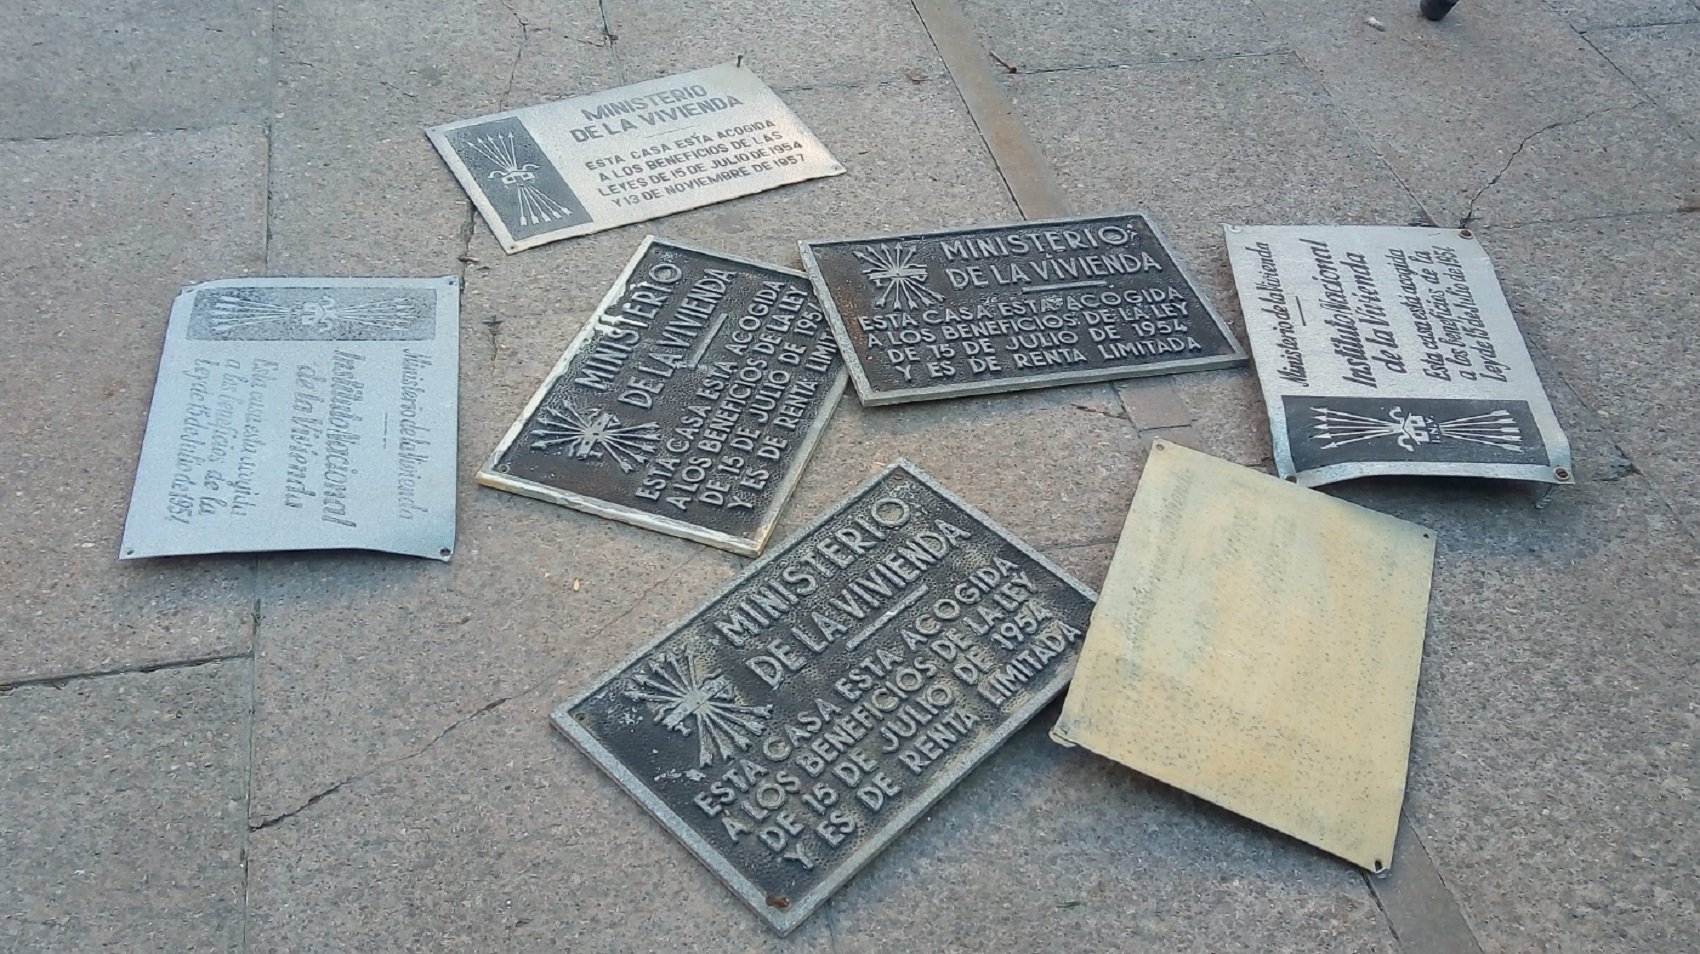 MINISTERIO
DE LA VIVIENDA
ESTA CASA ESTA ACOGIDA
A LOS BENEFICIOS DE LAS
LEYES DE 15 DE JULIO DE 1954
Y 13 DE NOVIEMBRE DE 1957
MINISTERIO
DE LA VIVIENDA
ESTA CASA ESTA ACOGIDA
A LOS BENEFICIOS DE LA LEY
DE 15 DE JULIO DE 1954
Y ES DE RENTA LIMITADA
MINISTERIO
DE LA VIVIENDA
ESTA CASA ESTA ACOGIDA
A LOS BENEFICIOS DE LA LEY
DE 15 DE JULIO DE 1954
Y ES DE RENTA LIMITADA
Ministerio de la Vivienda
Instituto Nacional
de la Vivienda
Esta casa está acogida
a los beneficios de la
Ley de 15 de Julio de 1954
I.N.V.
Ministerio de la Vivienda
Instituto Nacional
de la Vivienda
Esta casa está acogida
a los beneficios de la
Ley de 15 de Julio de 1954
MINISTERIO
DE LA VIVIENDA
ESTA CASA ESTA ACOGIDA
A LOS BENEFICIOS DE LA LEY
DE 15 DE JULIO DE 1954
Y ES DE RENTA LIMITADA